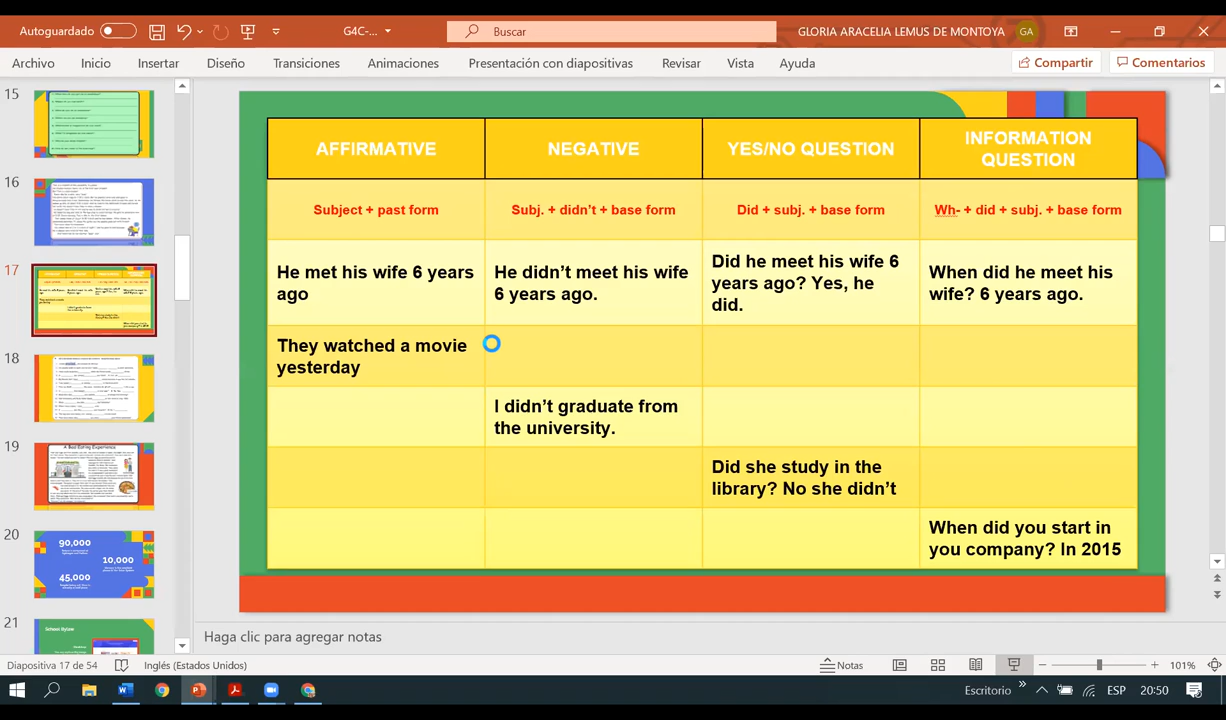 Autoguardado
G4C-...
Buscar
GLORIA ARACELIA LEMUS DE MONTOYA
GA
Archivo
Inicio
Insertar
Diseño
Transiciones
Animaciones
Presentación con diapositivas
Revisar
Vista
Ayuda
Compartir
Comentarios
15
16
17
18
19
A Bad Eating Experience
20
90,000
10,000
45,000
21
AFFIRMATIVE
NEGATIVE
YES/NO QUESTION
INFORMATION
QUESTION
Subject + past form
Subj. + didn’t + base form
Did + subj. + base form
Wh- + did + subj. + base form
He met his wife 6 years
ago
He didn’t meet his wife
6 years ago.
Did he meet his wife 6
years ago? Yes, he
did.
When did he meet his
wife? 6 years ago.
They watched a movie
yesterday
I didn’t graduate from
the university.
Did she study in the
library? No she didn’t
When did you start in
you company? In 2015
Haga clic para agregar notas
Diapositiva 17 de 54
Inglés (Estados Unidos)
Notas
101%
Escritorio
ESP
20:50